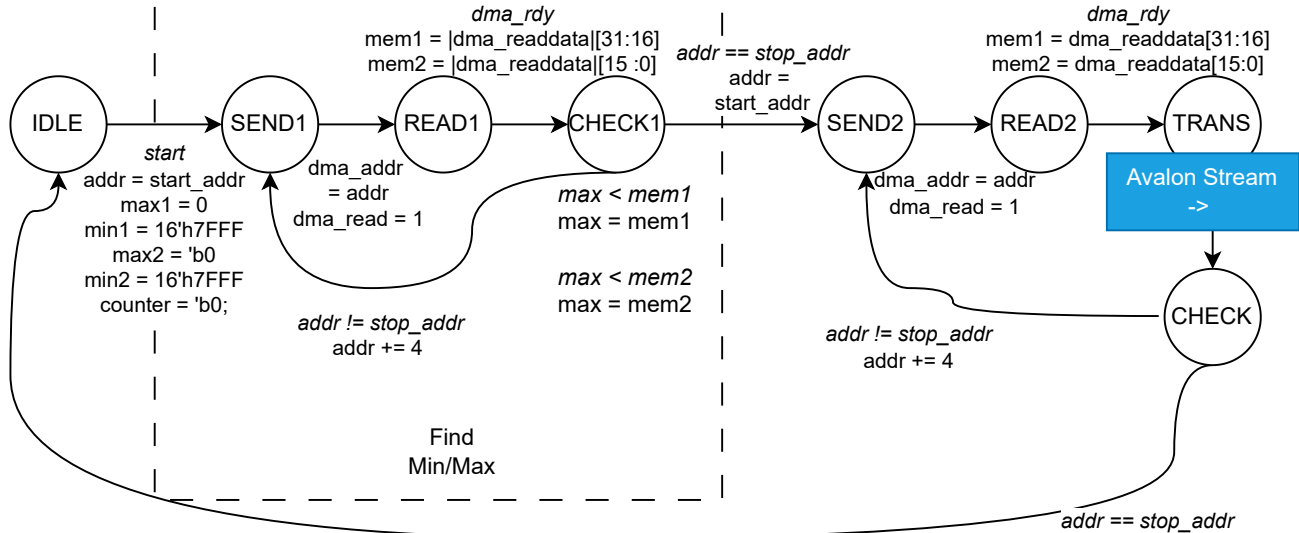 IDLE
start
addr = start_addr
max1 = 0
min1 = 16'h7FFF
max2 = 'b0
min2 = 16'h7FFF
counter = 'b0;
SEND1
dma_addr
= addr
dma_read = 1
READ1
dma_rdy
mem1 = |dma_readdata|[31:16]
mem2 = |dma_readdata|[15 :0]
CHECK1
max < mem1
max = mem1
max < mem2
max = mem2
addr != stop_addr
addr += 4
Find
Min/Max
addr == stop_addr
addr =
start_addr
SEND2
dma_addr = addr
dma_read = 1
READ2
dma_rdy
mem1 = dma_readdata[31:16]
mem2 = dma_readdata[15:0]
TRANS
Avalon Stream
->
CHECK
addr != stop_addr
addr += 4
addr == stop_addr